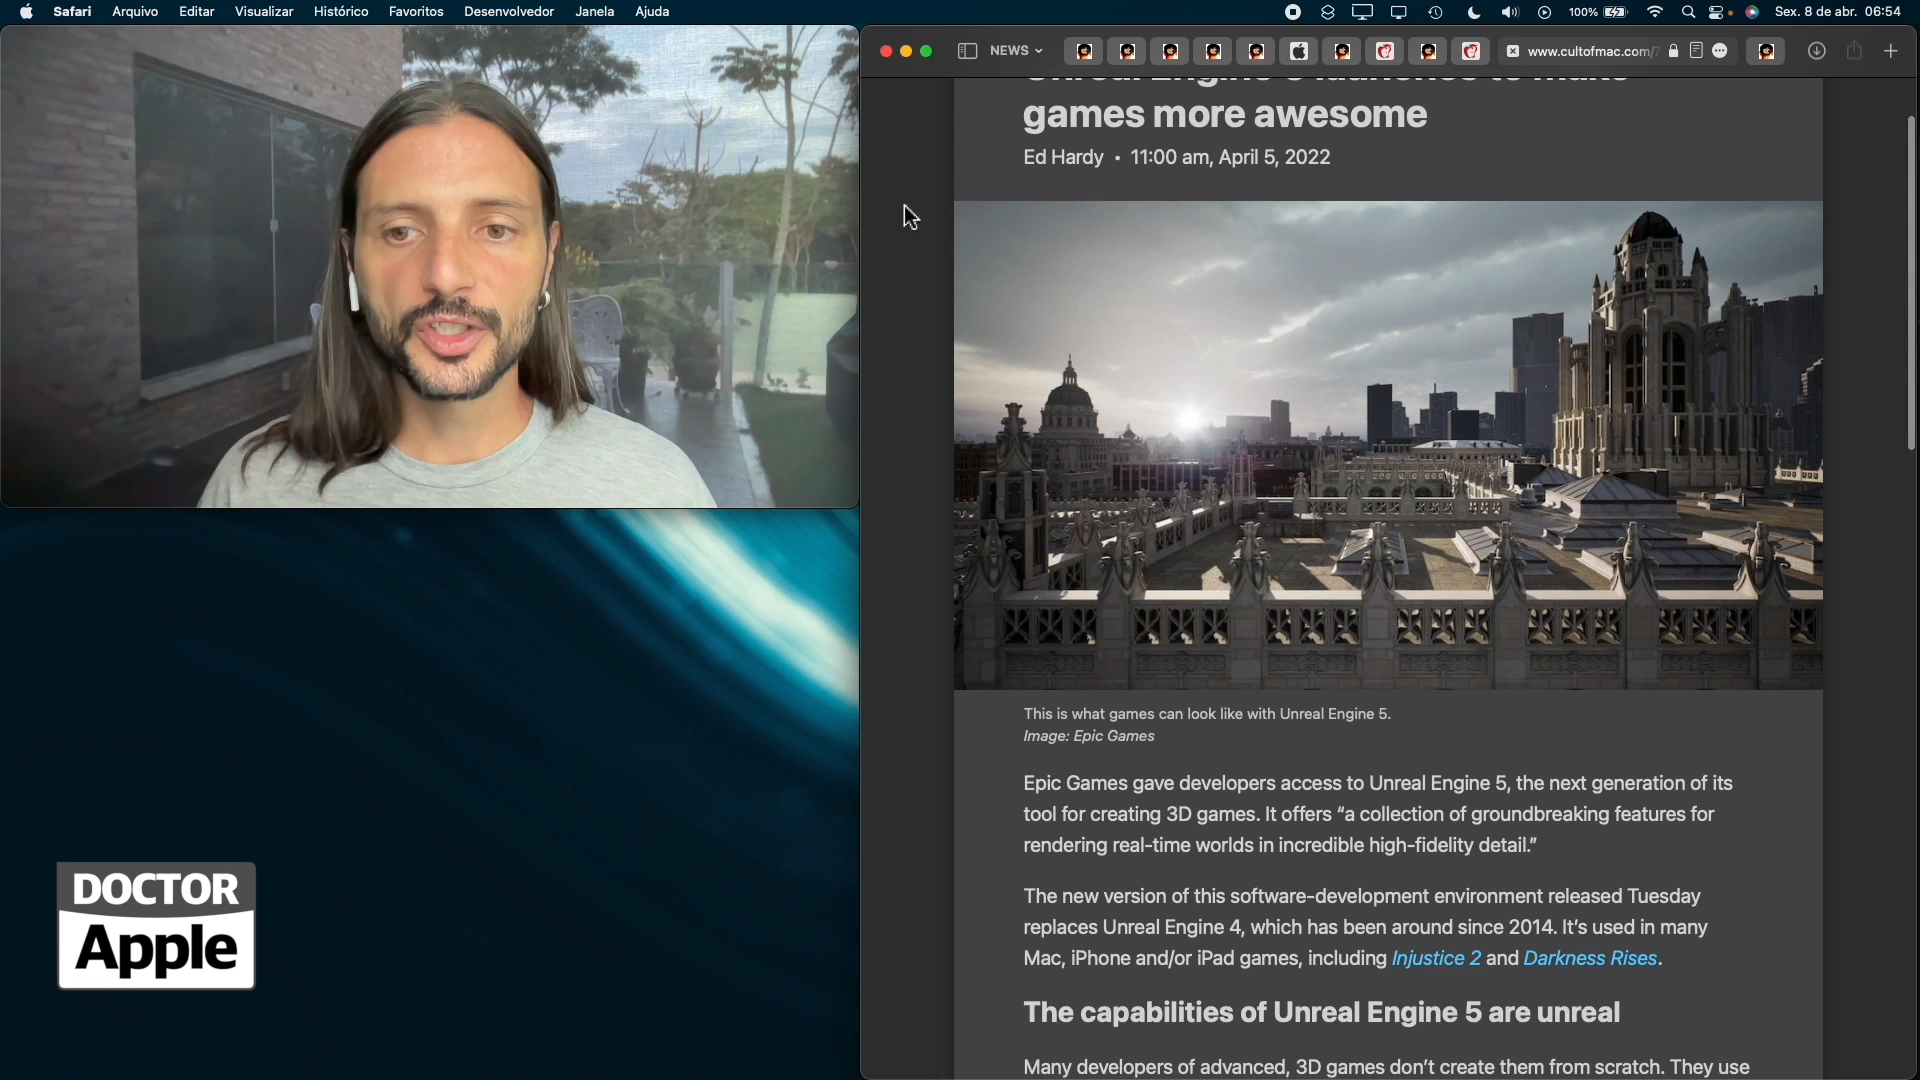 Safari Arquivo Editar Visualizar Histórico Favoritos Desenvolvedor Janela Ajuda
100% Sex. 8 de abr. 06:54
NEWS www.cultofmac.com/
games more awesome
Ed Hardy • 11:00 am, April 5, 2022
This is what games can look like with Unreal Engine 5.
Image: Epic Games
Epic Games gave developers access to Unreal Engine 5, the next generation of its
tool for creating 3D games. It offers “a collection of groundbreaking features for
rendering real-time worlds in incredible high-fidelity detail.”
The new version of this software-development environment released Tuesday
replaces Unreal Engine 4, which has been around since 2014. It’s used in many
Mac, iPhone and/or iPad games, including Injustice 2 and Darkness Rises.
The capabilities of Unreal Engine 5 are unreal
Many developers of advanced, 3D games don’t create them from scratch. They use
DOCTOR
Apple